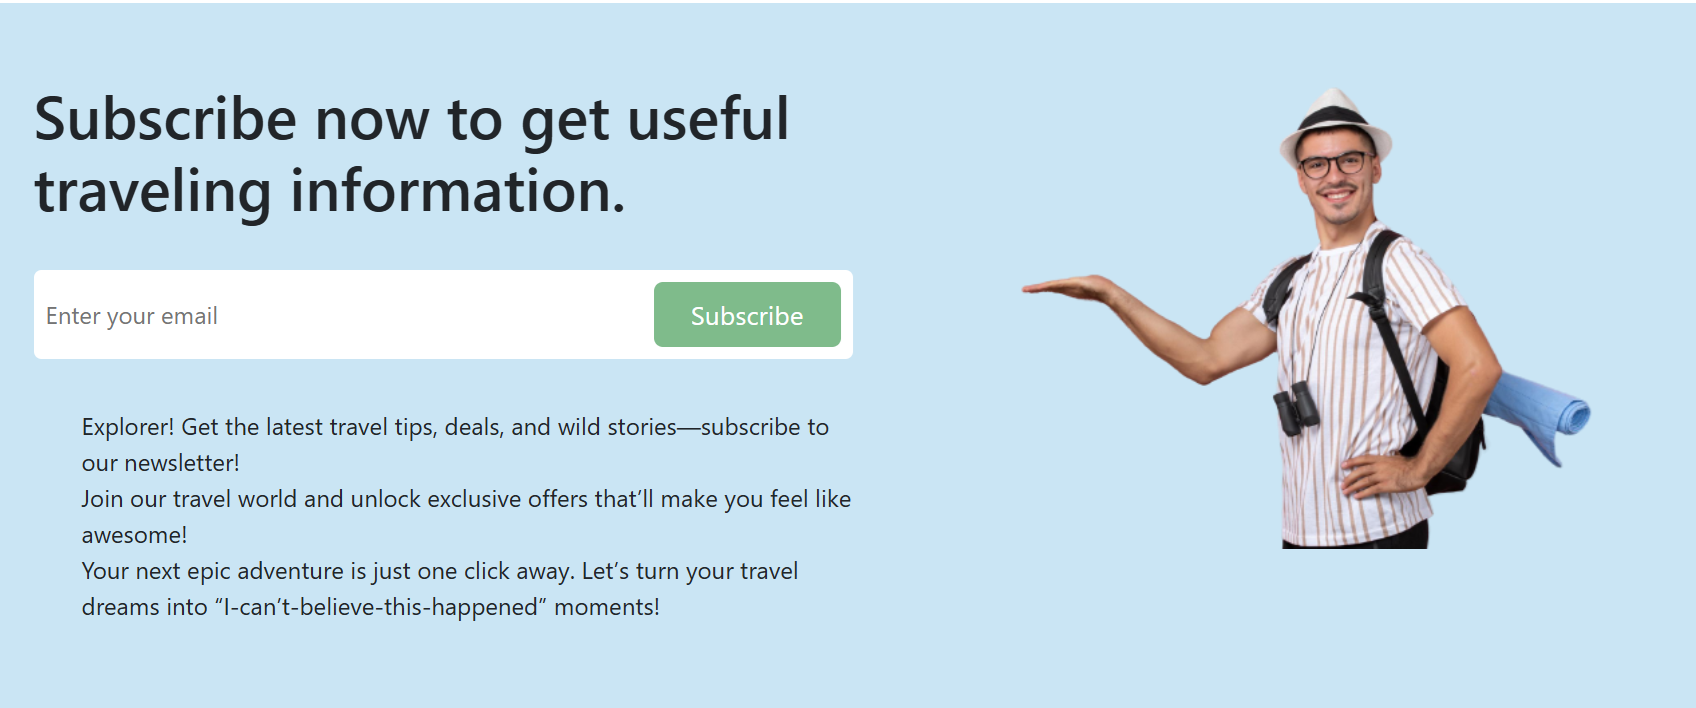 Subscribe now to get useful
traveling information.
Enter your email
Subscribe
Explorer! Get the latest travel tips, deals, and wild stories—subscribe to
our newsletter!
Join our travel world and unlock exclusive offers that’ll make you feel like
awesome!
Your next epic adventure is just one click away. Let’s turn your travel
dreams into “I-can’t-believe-this-happened” moments!